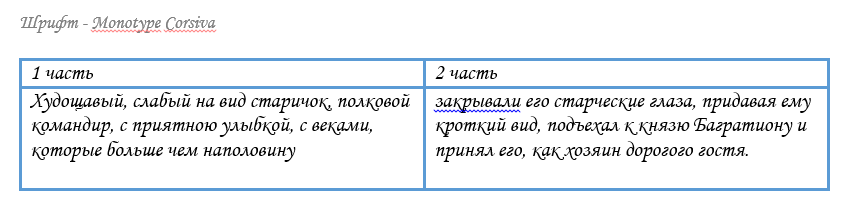 Шрифт - Monotype Corsiva
1 часть
Худощавый, слабый на вид старичок, полковой
командир, с приятною улыбкой, с веками,
которые больше чем наполовину
2 часть
закрывали его старческие глаза, придавая ему
кроткий вид, подъехал к князю Багратиону и
принял его, как хозяин дорогого гостя.